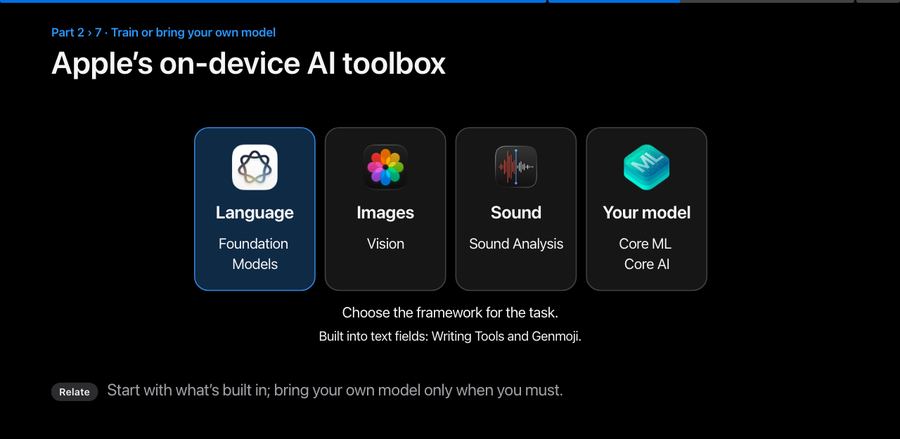 Part 2 › 7 · Train or bring your own model
Apple’s on-device AI toolbox
ML
Language
Foundation
Models
Images
Vision
Sound
Sound Analysis
Your model
Core ML
Core AI
Choose the framework for the task.
Built into text fields: Writing Tools and Genmoji.
Relate
Start with what’s built in; bring your own model only when you must.